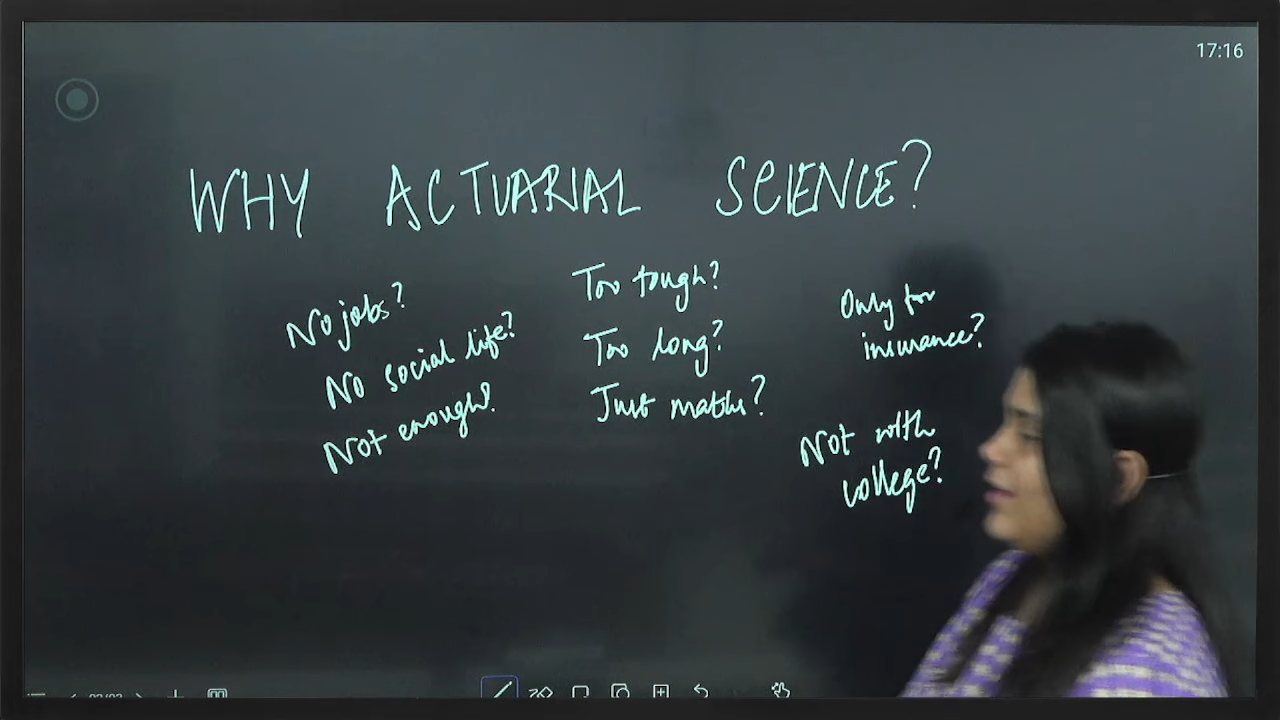 17:16
WHY ACTUARIAL SCIENCE?
No jobs?
No social life?
Not enough?
Too tough?
Too long?
Just maths?
Only for
insurance?
Not with
college?